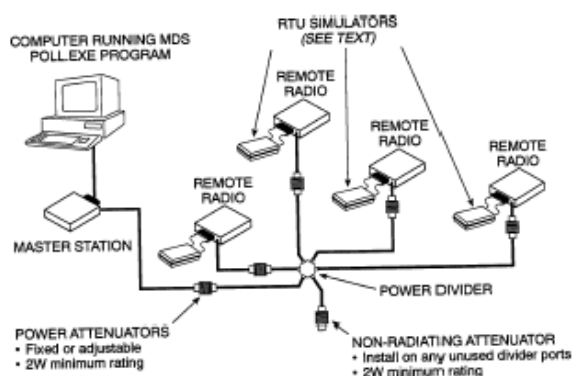 RTU SIMULATORS
(SEE TEXT)
COMPUTER RUNNING MDS
POLL.EXE PROGRAM
REMOTE
RADIO
REMOTE
RADIO
REMOTE
RADIO
REMOTE
RADIO
MASTER STATION
POWER DIVIDER
POWER ATTENUATORS
• Fixed or adjustable
• 2W minimum rating
NON-RADIATING ATTENUATOR
• Install on any unused divider ports
• 2W minimum rating